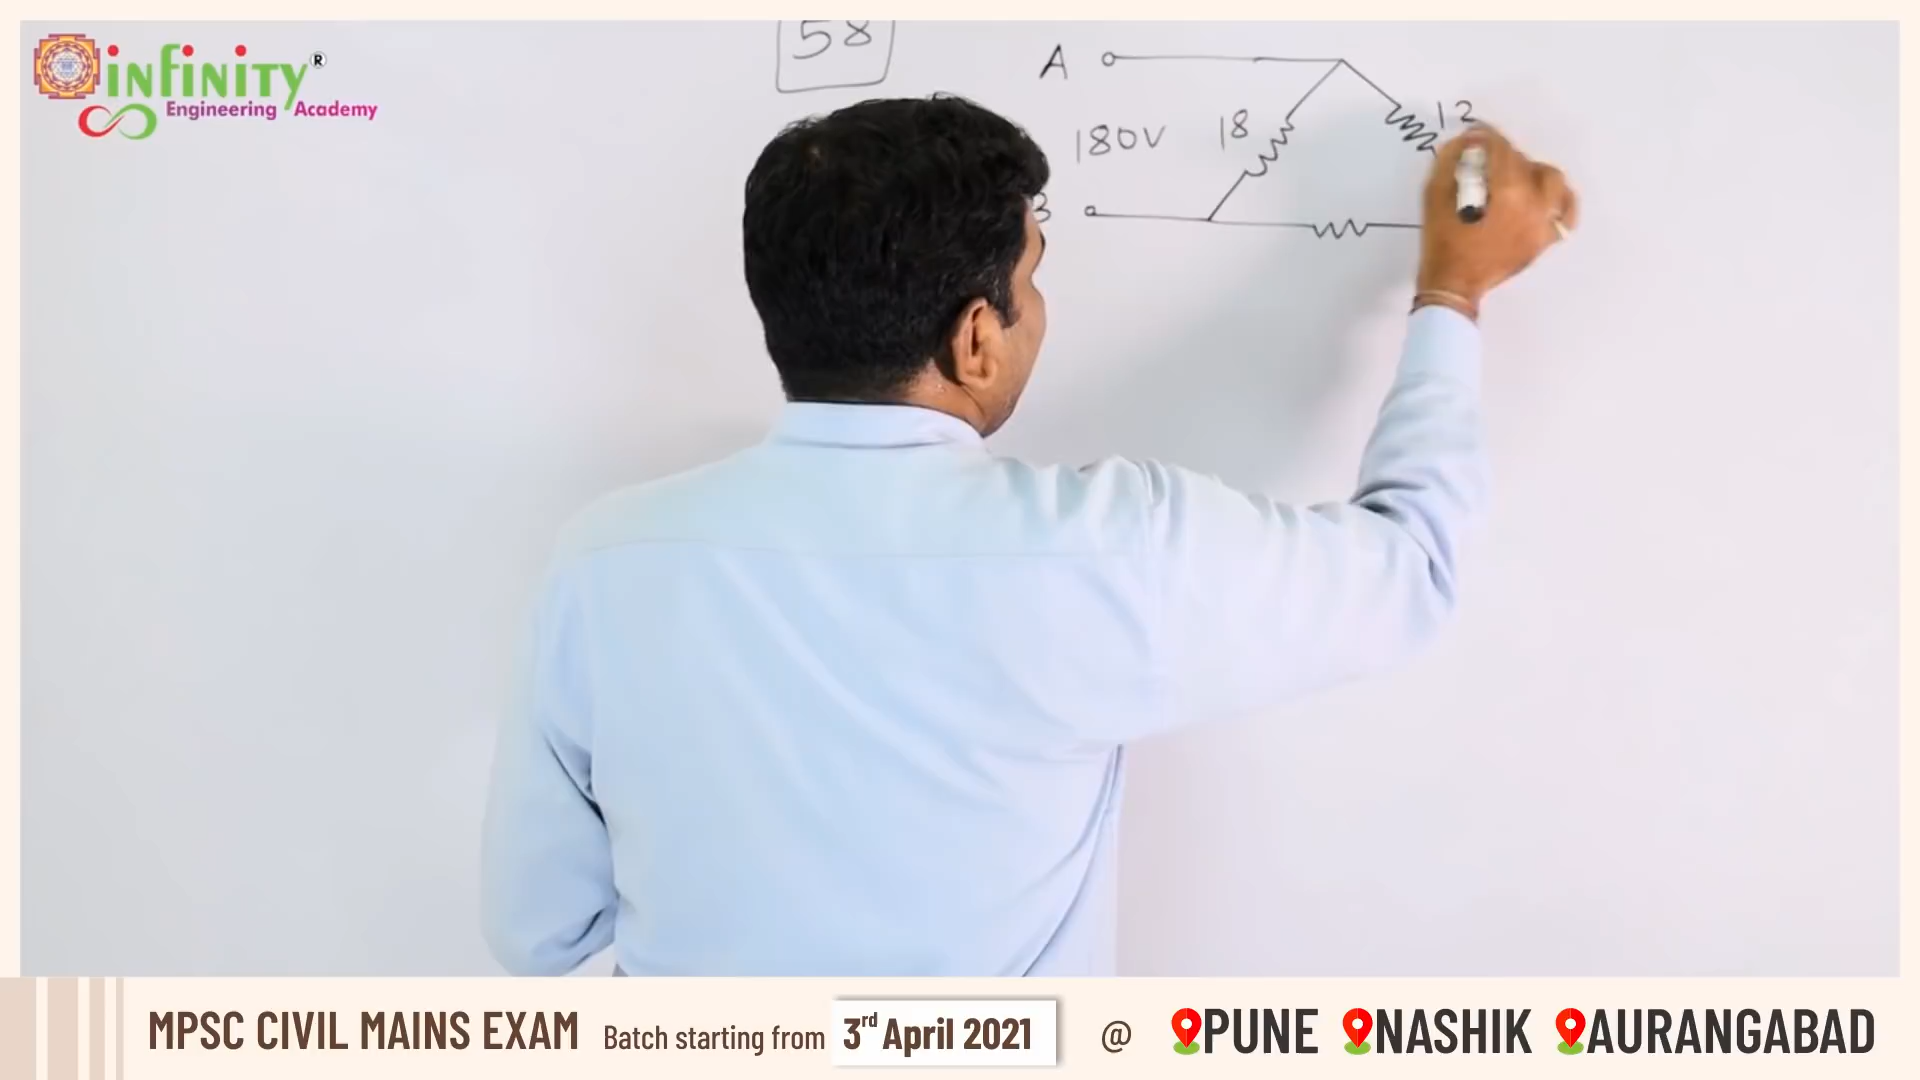 infinity®
Engineering Academy
58
A
180V
18
12
B
MPSC CIVIL MAINS EXAM Batch starting from 3rd April 2021 @ PUNE NASHIK AURANGABAD